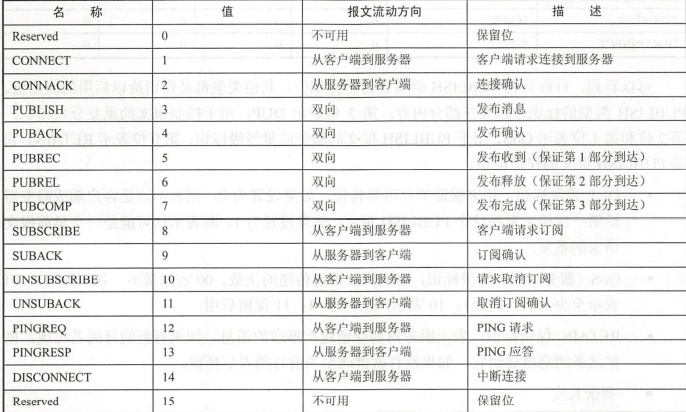 名 称 值 报文流动方向 描 述
Reserved 0 不可用 保留位
CONNECT 1 从客户端到服务器 客户端请求连接到服务器
CONNACK 2 从服务器到客户端 连接确认
PUBLISH 3 双向 发布消息
PUBACK 4 双向 发布确认
PUBREC 5 双向 发布收到（保证第 1 部分到达）
PUBREL 6 双向 发布释放（保证第 2 部分到达）
PUBCOMP 7 双向 发布完成（保证第 3 部分到达）
SUBSCRIBE 8 从客户端到服务器 客户端请求订阅
SUBACK 9 从服务器到客户端 订阅确认
UNSUBSCRIBE 10 从客户端到服务器 请求取消订阅
UNSUBACK 11 从服务器到客户端 取消订阅确认
PINGREQ 12 从客户端到服务器 PING 请求
PINGRESP 13 从服务器到客户端 PING 应答
DISCONNECT 14 从客户端到服务器 中断连接
Reserved 15 不可用 保留位